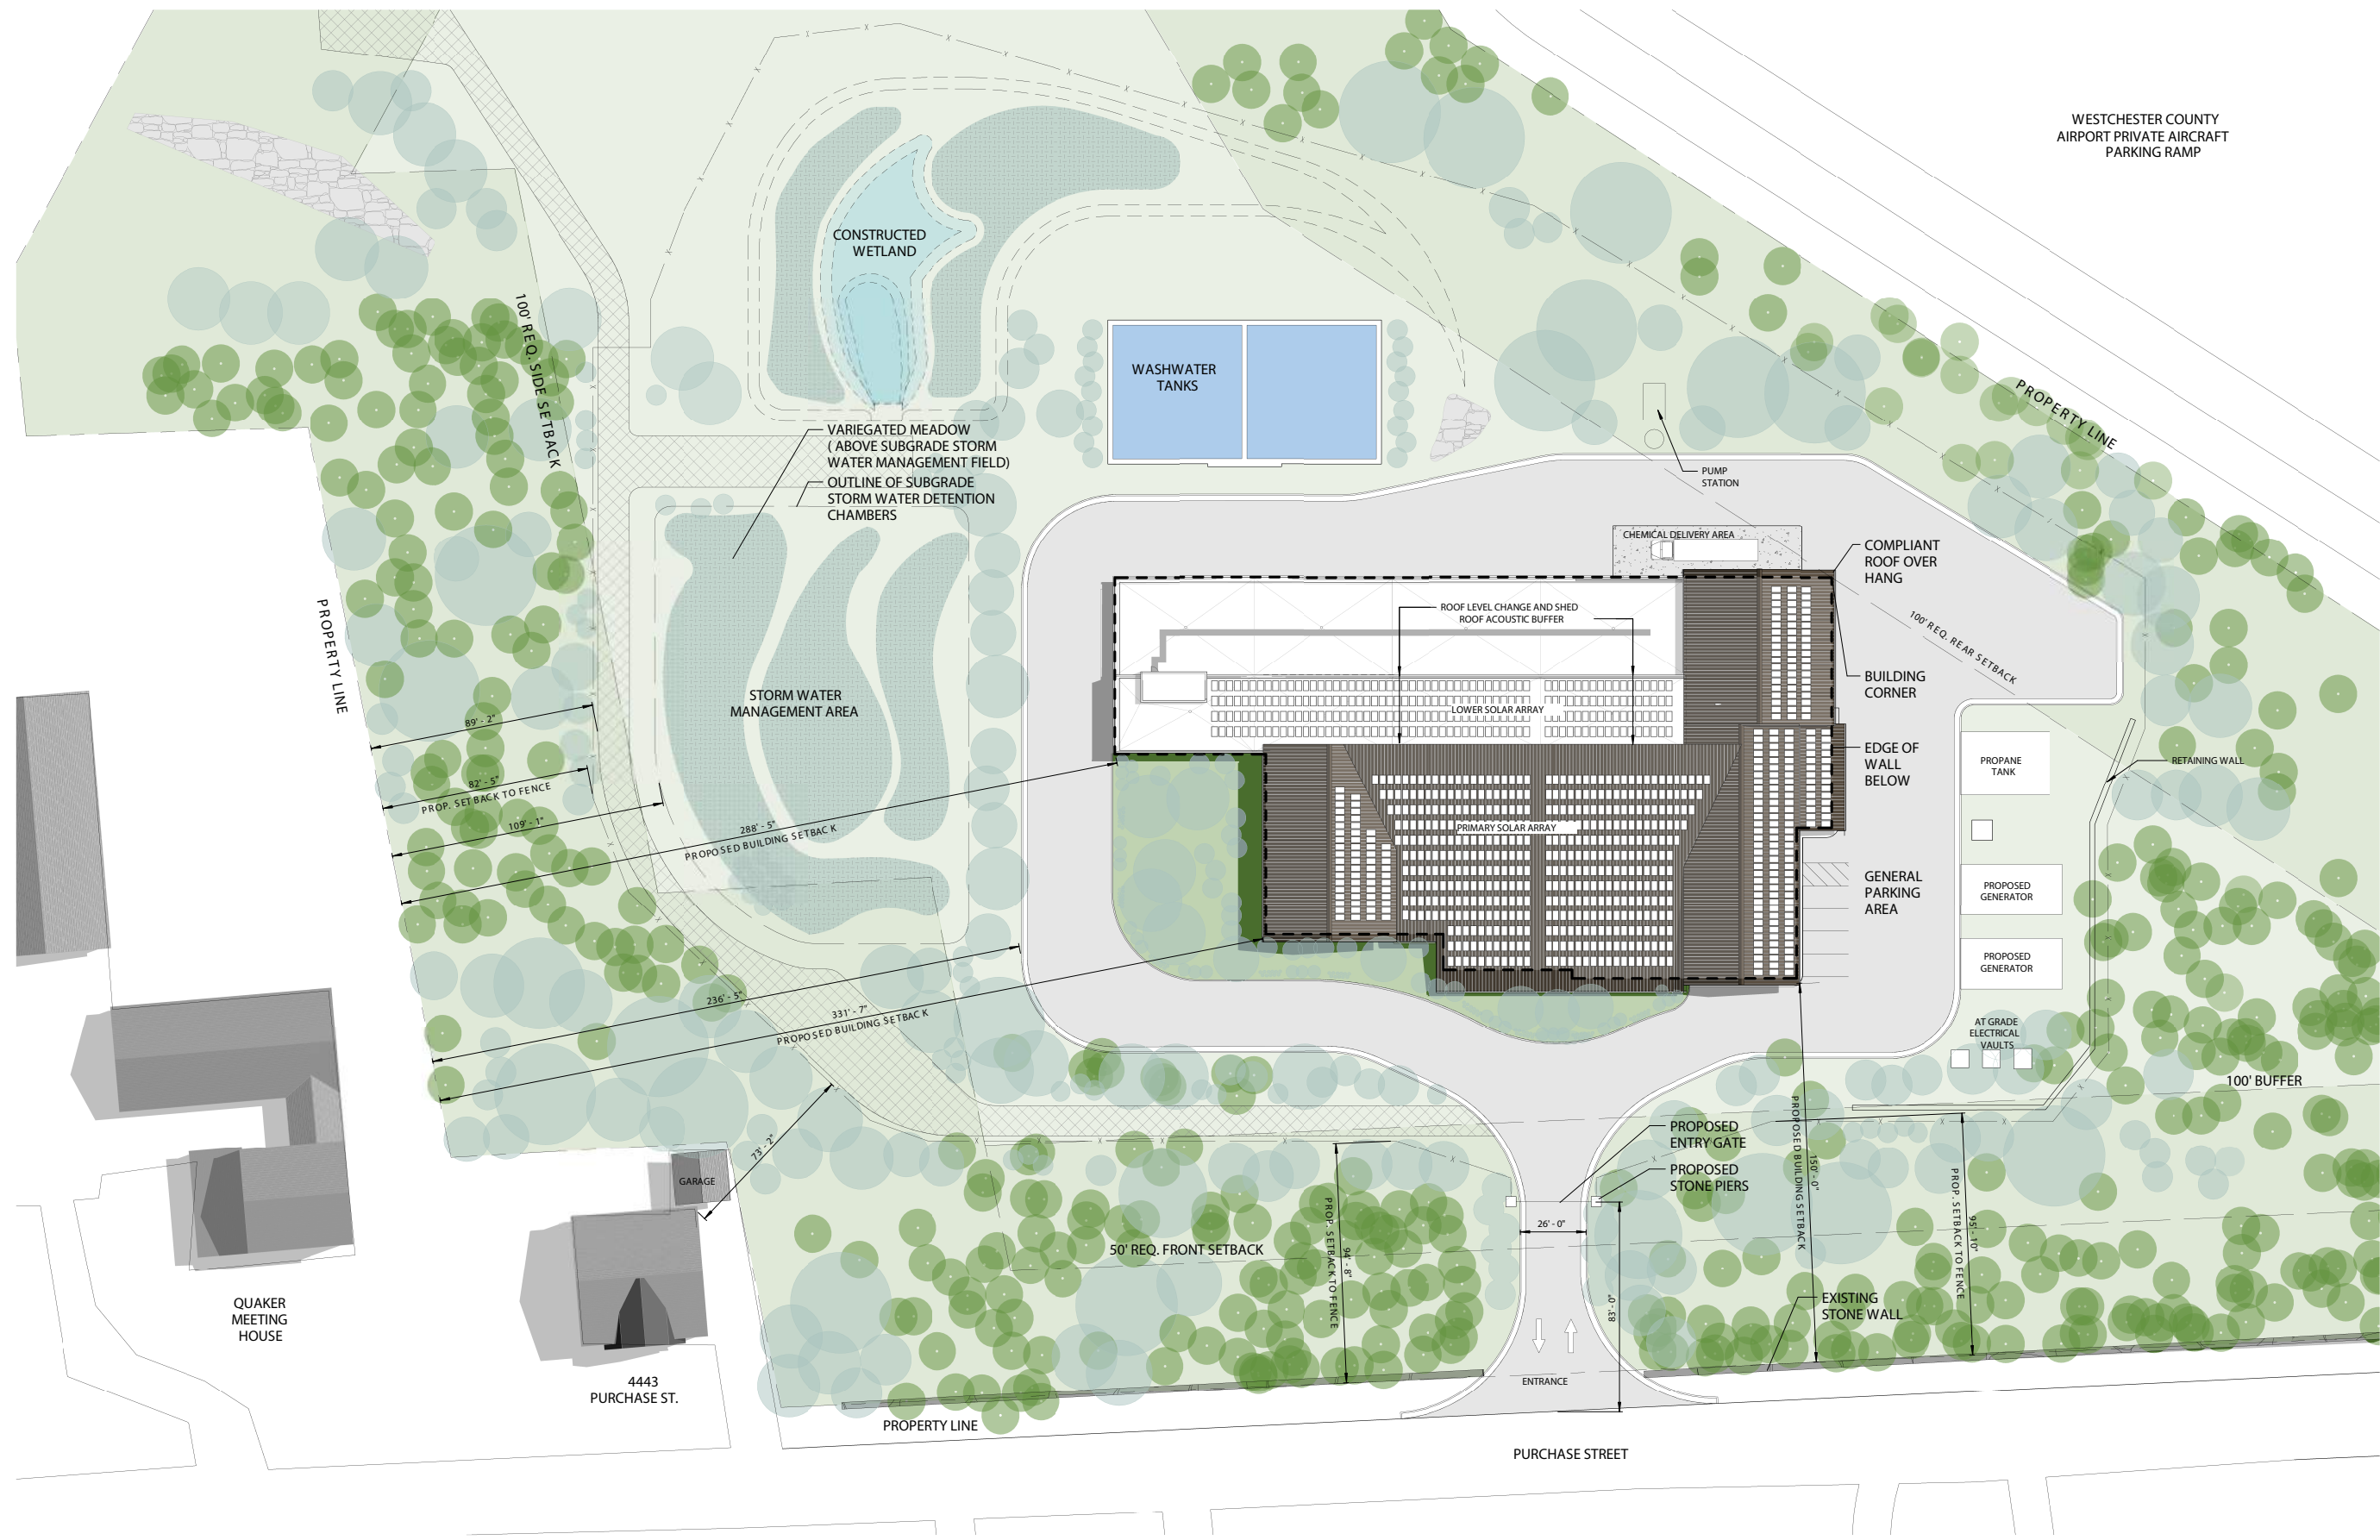 WESTCHESTER COUNTY
AIRPORT PRIVATE AIRCRAFT
PARKING RAMP
CONSTRUCTED
WETLAND
100' REQ. SIDE SETBACK
WASHWATER
TANKS
PROPERTY LINE
VARIEGATED MEADOW
( ABOVE SUBGRADE STORM
WATER MANAGEMENT FIELD)
OUTLINE OF SUBGRADE
STORM WATER DETENTION
CHAMBERS
PUMP
STATION
CHEMICAL DELIVERY AREA
COMPLIANT
ROOF OVER
HANG
ROOF LEVEL CHANGE AND SHED
ROOF ACOUSTIC BUFFER
100' REQ. REAR SETBACK
PROPERTY LINE
BUILDING
CORNER
STORM WATER
MANAGEMENT AREA
LOWER SOLAR ARRAY
89' - 2"
EDGE OF
WALL
BELOW
PROPANE
TANK
RETAINING WALL
82' - 5"
PROP. SETBACK TO FENCE
109' - 1"
288' - 5"
PROPOSED BUILDING SETBACK
PRIMARY SOLAR ARRAY
GENERAL
PARKING
AREA
PROPOSED
GENERATOR
PROPOSED
GENERATOR
236' - 5"
331' - 7"
PROPOSED BUILDING SETBACK
AT GRADE
ELECTRICAL
VAULTS
100' BUFFER
73' - 2"
PROPOSED
ENTRY GATE
PROPOSED
STONE PIERS
PROPOSED BUILDING SETBACK
150' - 0"
GARAGE
26' - 0"
50' REQ. FRONT SETBACK
PROP. SETBACK TO FENCE
94' - 8"
PROP. SETBACK TO FENCE
95' - 10"
83' - 0"
EXISTING
STONE WALL
QUAKER
MEETING
HOUSE
4443
PURCHASE ST.
ENTRANCE
PROPERTY LINE
PURCHASE STREET